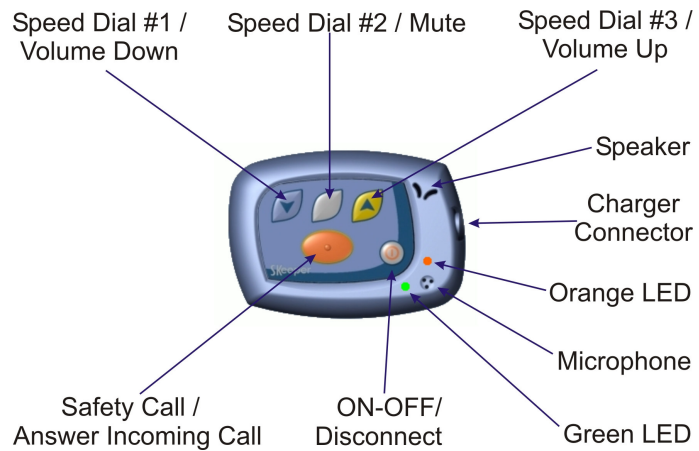 Speed Dial #1 /
Volume Down
Speed Dial #2 / Mute
Speed Dial #3 /
Volume Up
Speaker
Charger
Connector
SKeeper
Orange LED
Microphone
Safety Call /
Answer Incoming Call
ON-OFF/
Disconnect
Green LED